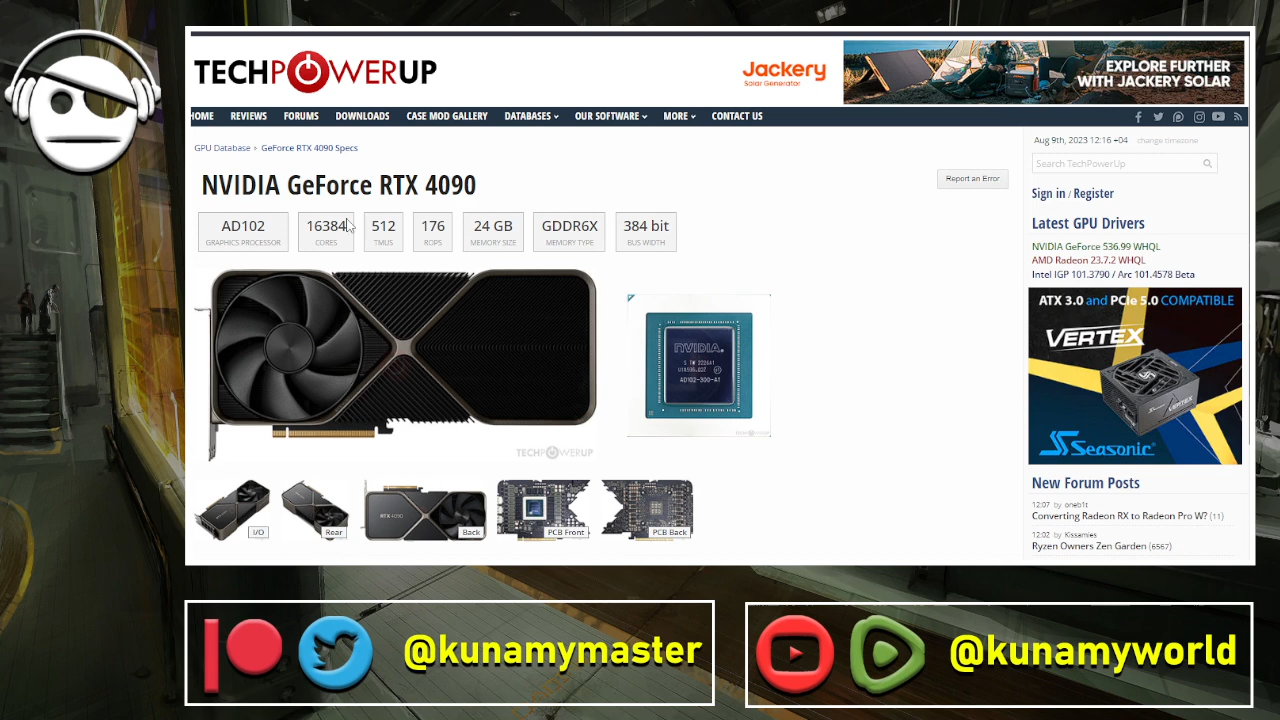 TECHPOWERUP
Jackery
Solar Generator
EXPLORE FURTHER
WITH JACKERY SOLAR
HOME REVIEWS FORUMS DOWNLOADS CASE MOD GALLERY DATABASES OUR SOFTWARE MORE CONTACT US
GPU Database › GeForce RTX 4090 Specs
Aug 9th, 2023 12:16 +04 change timezone
Search TechPowerUp
NVIDIA GeForce RTX 4090
Report an Error
Sign in / Register
AD102 16384 512 176 24 GB GDDR6X 384 bit
GRAPHICS PROCESSOR CORES TMUS ROPS MEMORY SIZE MEMORY TYPE BUS WIDTH
Latest GPU Drivers
NVIDIA GeForce 536.99 WHQL
AMD Radeon 23.7.2 WHQL
Intel IGP 101.3790 / Arc 101.4578 Beta
ATX 3.0 and PCIe 5.0 COMPATIBLE
VERTEX
Seasonic
NVIDIA
AD102-300-A1
TECHPOWERUP
RTX 4090
I/O Rear Back PCB Front PCB Back
New Forum Posts
12:07 by oneb1t
Converting Radeon RX to Radeon Pro W? (11)
12:02 by Kissamies
Ryzen Owners Zen Garden (6567)
@kunamymaster
@kunamyworld